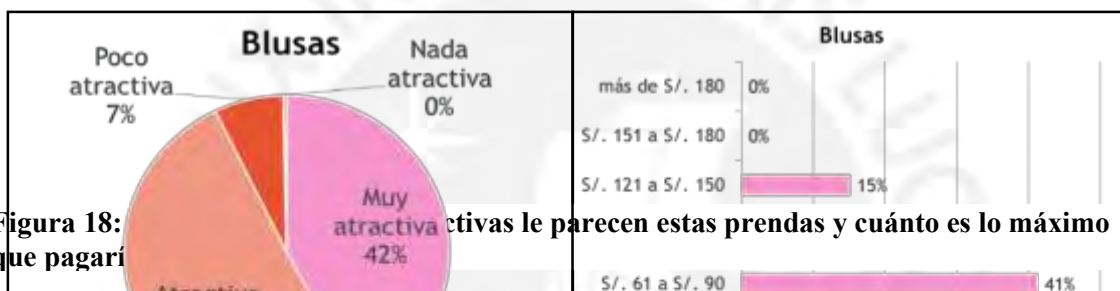 Blusas
Poco
atractiva
7%
Nada
atractiva
0%
Muy
atractiva
42%
Blusas
más de S/. 180 0%
S/. 151 a S/. 180 0%
S/. 121 a S/. 150 15%
Figura 18: ctivas le parecen estas prendas y cuánto es lo máximo
que pagarí
S/. 61 a S/. 90 41%